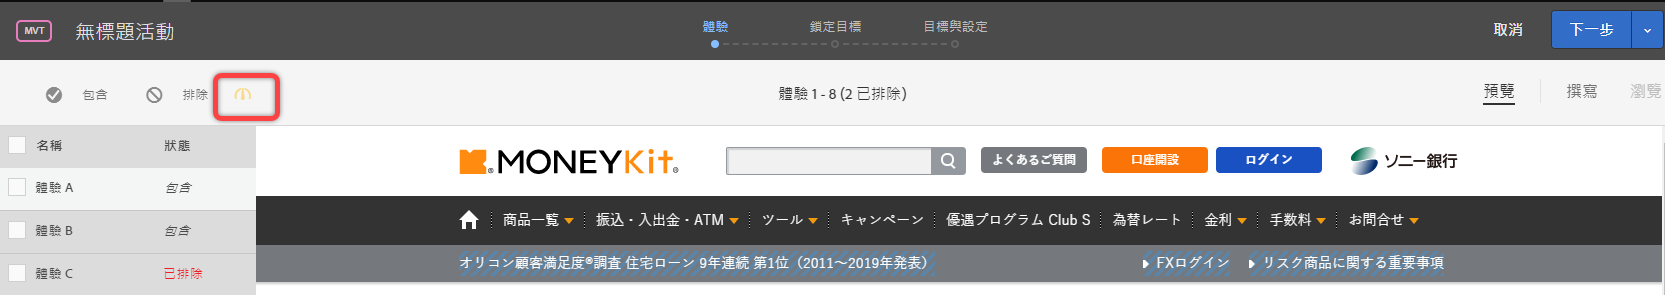 MVT 無標題活動 體驗 鎖定目標 目標與設定 取消 下一步
包含 排除 體驗 1 - 8 (2 已排除) 預覽 撰寫 瀏覽
名稱 狀態
體驗 A 包含
體驗 B 包含
體驗 C 已排除
MONEYKit® よくあるご質問 口座開設 ログイン ソニー銀行
商品一覧 振込・入出金・ATM ツール キャンペーン 優遇プログラム Club S 為替レート 金利 手数料 お問合せ
オリコン顧客満足度®調査 住宅ローン 9年連続 第1位（2011～2019年発表） FXログイン リスク商品に関する重要事項